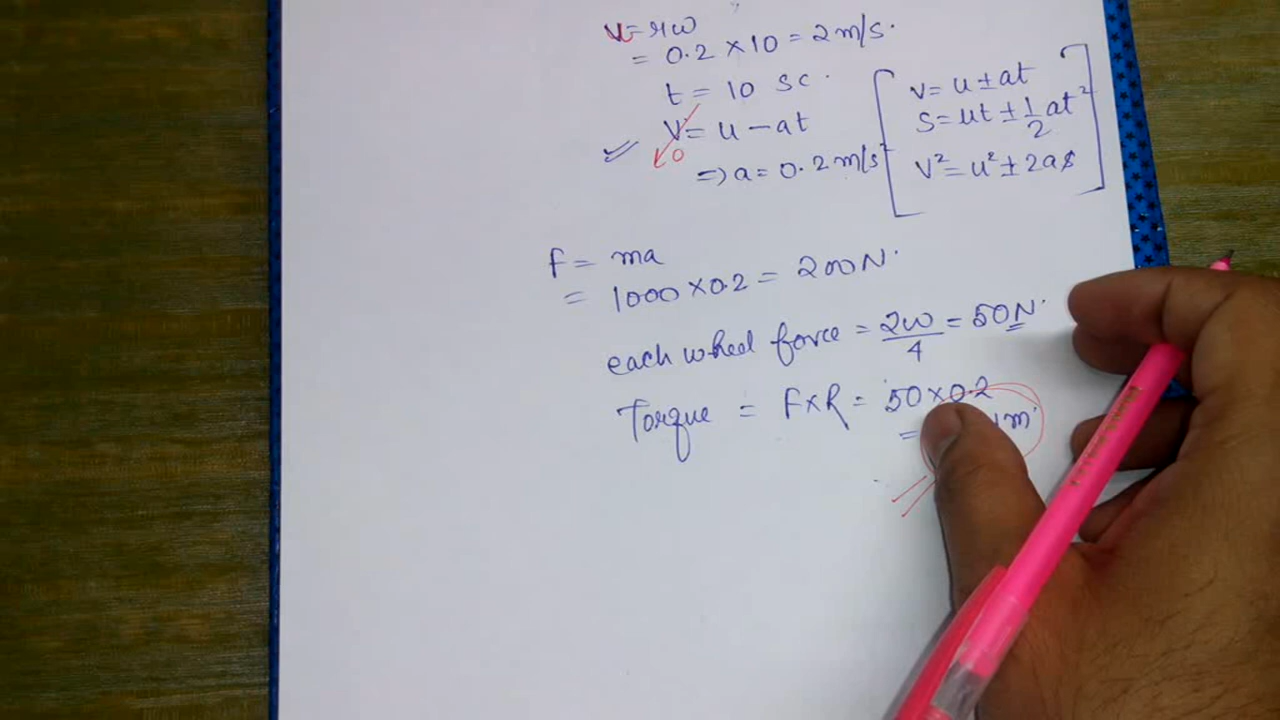 v = rω
= 0.2 × 10 = 2 m/s.
t = 10 sc.
v = u - at
0
⇒ a = 0.2 m/s²
v = u ± at
s = ut ± 1/2 at²
v² = u² ± 2as
f = ma
= 1000 × 0.2 = 200 N.
each wheel force = 200/4 = 50 N.
Torque = F×R = 50 × 0.2
= m.